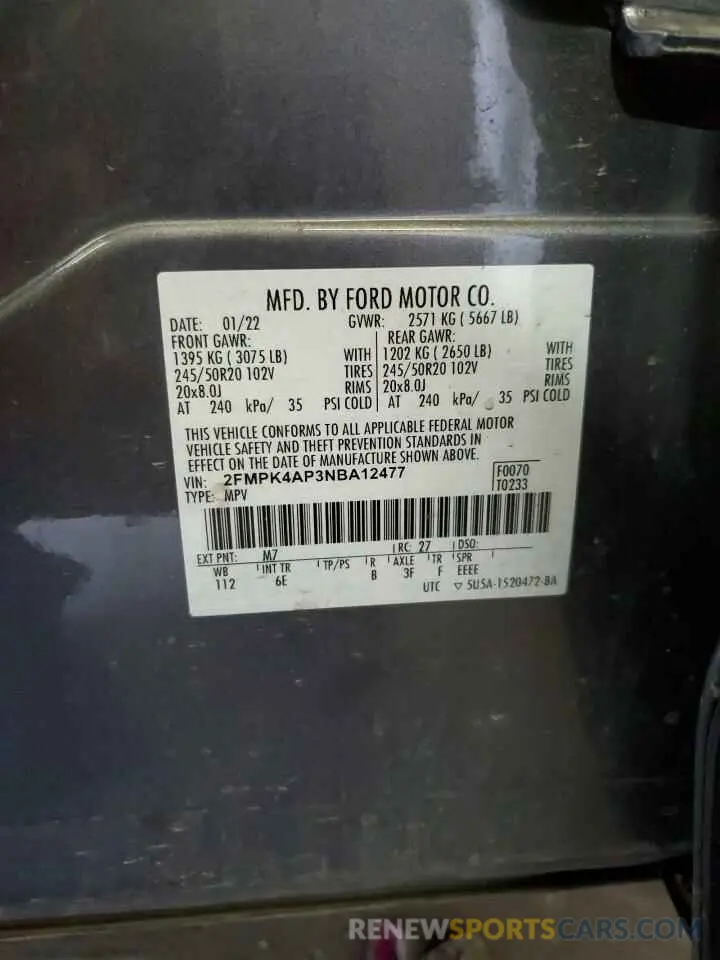 MFD. BY FORD MOTOR CO.
DATE: 01/22 GVWR: 2571 KG ( 5667 LB)
FRONT GAWR: REAR GAWR:
1395 KG ( 3075 LB) WITH 1202 KG ( 2650 LB) WITH
245/50R20 102V TIRES 245/50R20 102V TIRES
20x8.0J RIMS 20x8.0J RIMS
AT 240 kPa/ 35 PSI COLD AT 240 kPa/ 35 PSI COLD
THIS VEHICLE CONFORMS TO ALL APPLICABLE FEDERAL MOTOR
VEHICLE SAFETY AND THEFT PREVENTION STANDARDS IN
EFFECT ON THE DATE OF MANUFACTURE SHOWN ABOVE.
VIN: 2FMPK4AP3NBA12477 F0070
TYPE: MPV T0233
EXT PNT: M7 RC: 27 DSO:
WB INT TR TP/PS R AXLE TR SPR
112 6E B 3F F EEEE
UTC ▽ 5U5A-1520472-BA
RENEWSPORTSCARS.COM